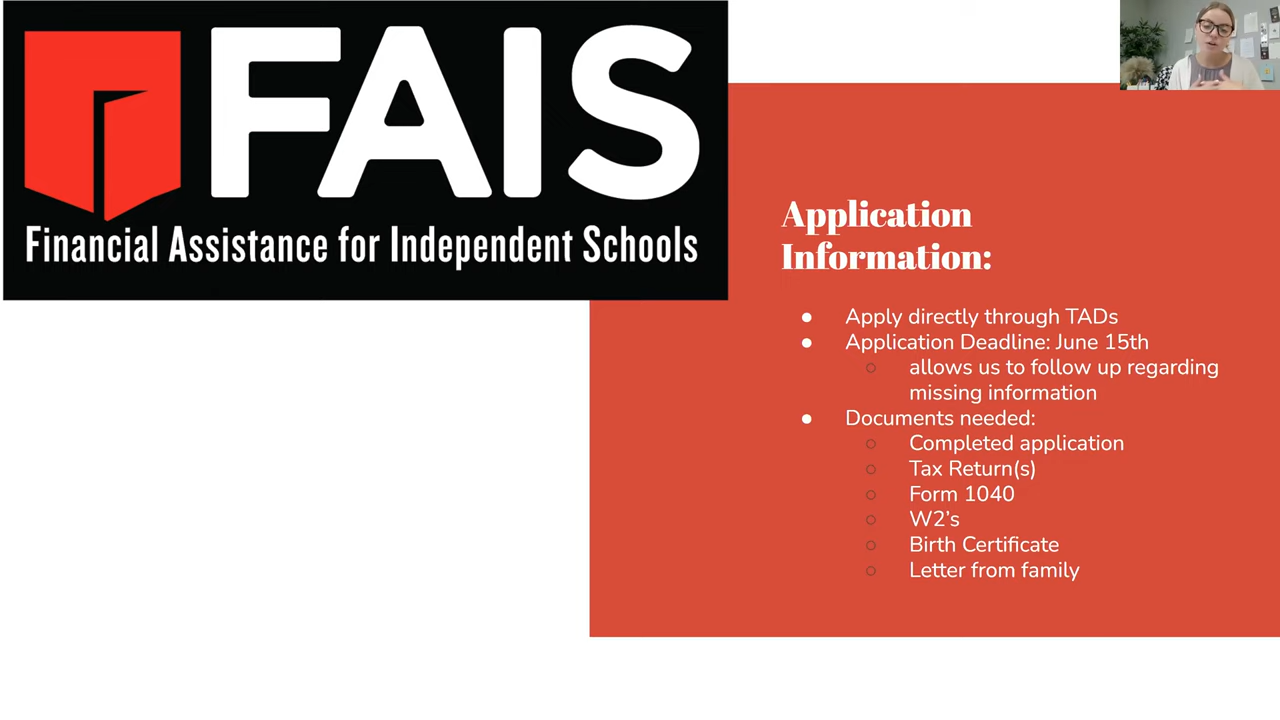 FAIS
Financial Assistance for Independent Schools
Application
Information:
● Apply directly through TADs
● Application Deadline: June 15th
○ allows us to follow up regarding
missing information
● Documents needed:
○ Completed application
○ Tax Return(s)
○ Form 1040
○ W2’s
○ Birth Certificate
○ Letter from family